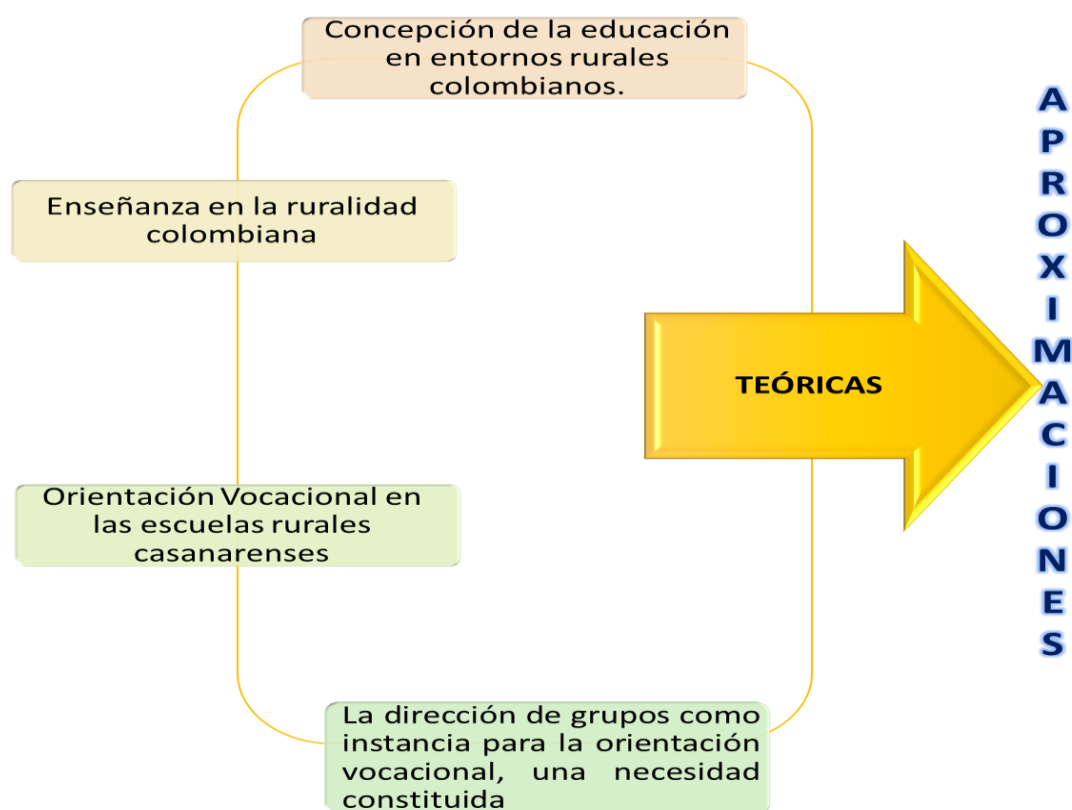 Concepción de la educación
en entornos rurales
colombianos.
Enseñanza en la ruralidad
colombiana
Orientación Vocacional en
las escuelas rurales
casanarenses
La dirección de grupos como
instancia para la orientación
vocacional, una necesidad
constituida
TEÓRICAS
APROXIMACIONES